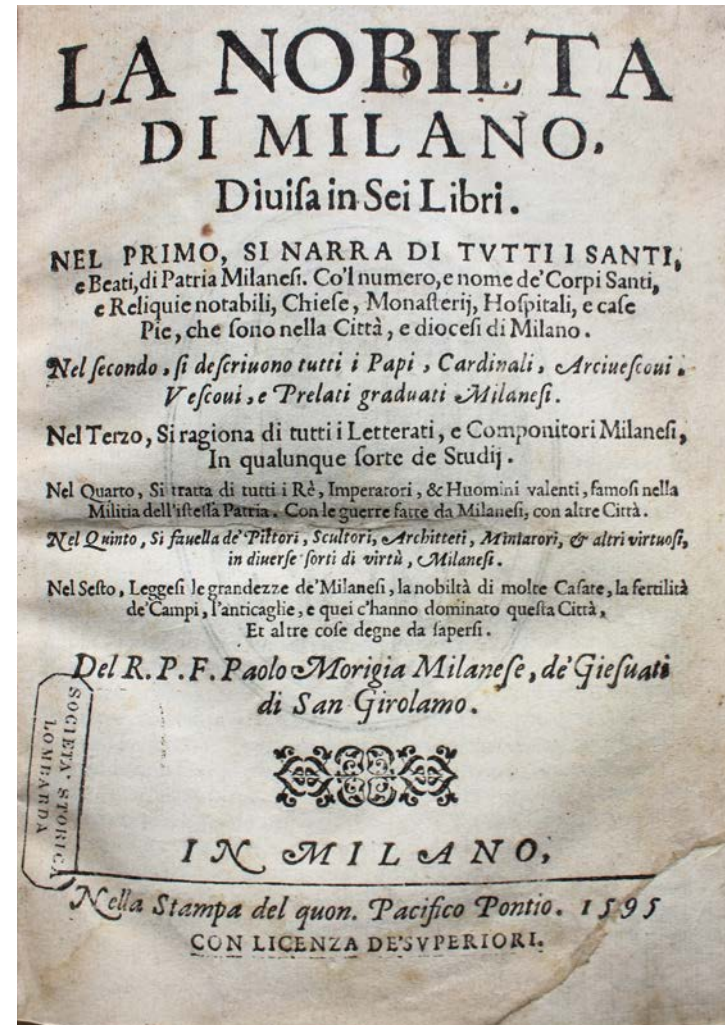 LA NOBILTA
DI MILANO.
Diuiſa in Sei Libri.
NEL PRIMO, SI NARRA DI TVTTI I SANTI,
e Beati, di Patria Milaneſi. Co'l numero, e nome de' Corpi Santi,
e Reliquie notabili, Chieſe, Monaſterij, Hoſpitali, e caſe
Pie, che ſono nella Città, e dioceſi di Milano.
Nel ſecondo, ſi deſcriuono tutti i Papi, Cardinali, Arciueſcoui.
Veſcoui, e Prelati graduati Milaneſi.
Nel Terzo, Si ragiona di tutti i Letterati, e Componitori Milaneſi,
In qualunque ſorte de Studij.
Nel Quarto, Si tratta di tutti i Rè, Imperatori, & Huomini valenti, famoſi nella
Militia dell'iſteſſa Patria. Con le guerre fatte da Milaneſi, con altre Città.
Nel Quinto, Si fauella de' Pittori, Scultori, Architteti, Miniatori, & altri virtuoſi,
in diuerſe ſorti di virtù, Milaneſi.
Nel Seſto, Leggeſi le grandezze de' Milaneſi, la nobiltà di molte Caſate, la fertilità
de' Campi, l'anticaglie, e quei c'hanno dominato queſta Città,
Et altre coſe degne da ſaperſi.
Del R. P. F. Paolo Morigia Milaneſe, de' Gieſuati
di San Girolamo.
SOCIETA' STORICA
LOMBARDA
IN MILANO,
Nella Stampa del quon. Pacifico Pontio. 1595
CON LICENZA DE' SVPERIORI.